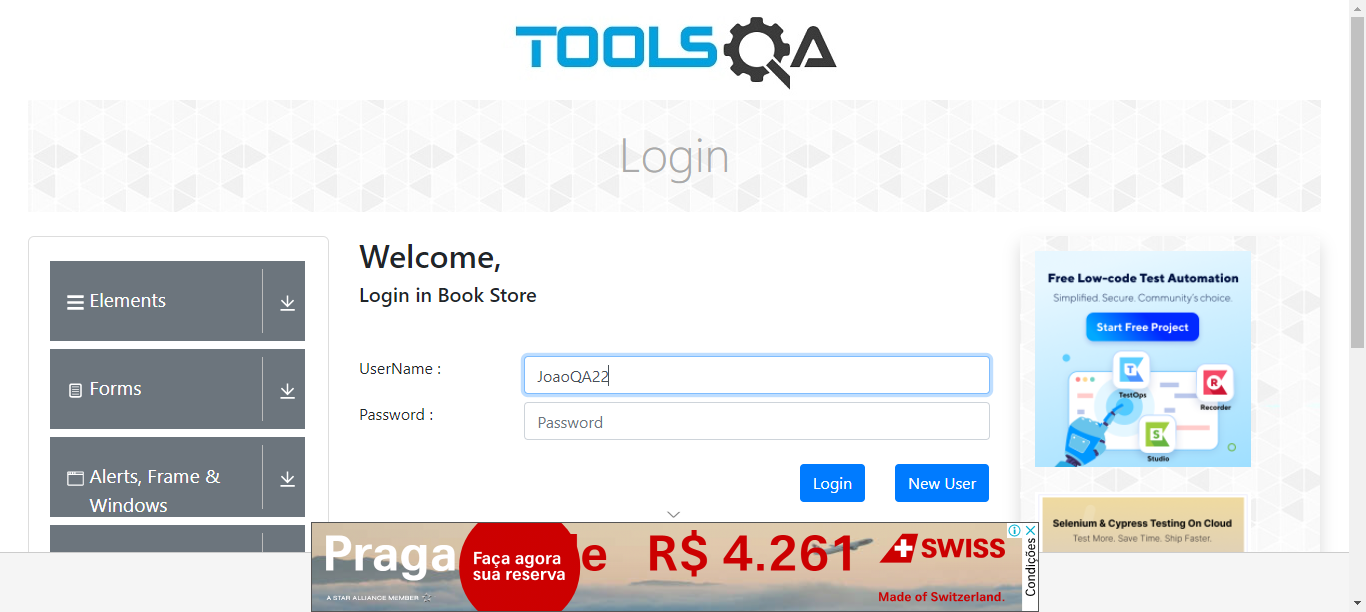 TOOLSQA
Login
Elements
Forms
Alerts, Frame &
Windows
Welcome,
Login in Book Store
UserName :
JoaoQA22
Password :
Password
Login
New User
Free Low-code Test Automation
Simplified. Secure. Community's choice.
Start Free Project
TestOps
Recorder
Studio
Selenium & Cypress Testing On Cloud
Test More. Save Time. Ship Faster.
Praga
Faça agora
sua reserva
R$ 4.261
SWISS
Made of Switzerland.
A STAR ALLIANCE MEMBER
Condições